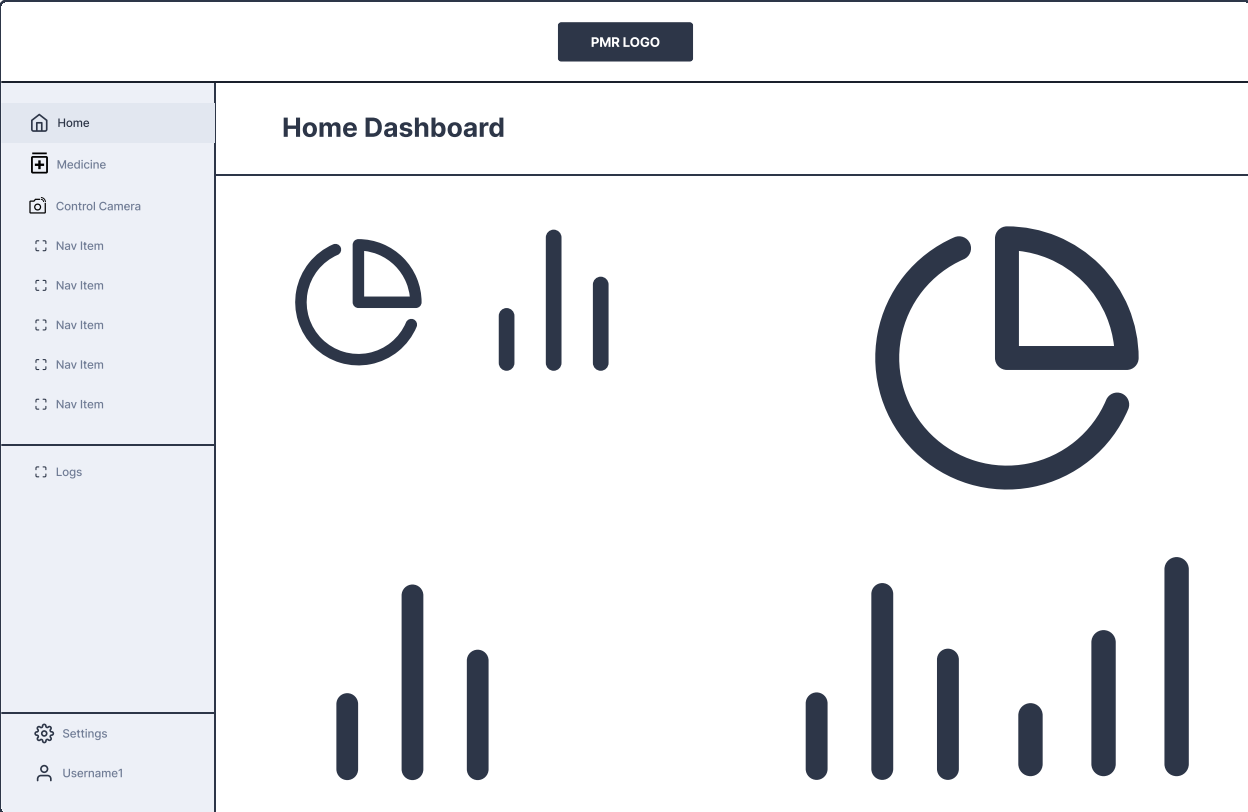 PMR LOGO
Home
Medicine
Control Camera
Nav Item
Nav Item
Nav Item
Nav Item
Nav Item
Logs
Settings
Username1
Home Dashboard